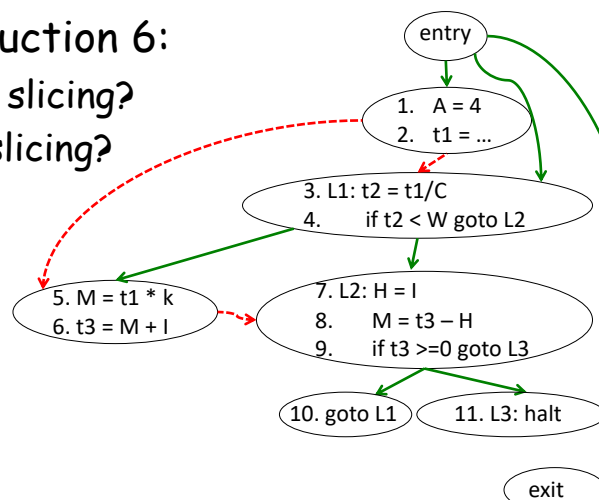 uction 6:
slicing?
slicing?
entry
1. A = 4
2. t1 = ...
3. L1: t2 = t1/C
4. if t2 < W goto L2
5. M = t1 * k
6. t3 = M + I
7. L2: H = I
8. M = t3 – H
9. if t3 >=0 goto L3
10. goto L1
11. L3: halt
exit